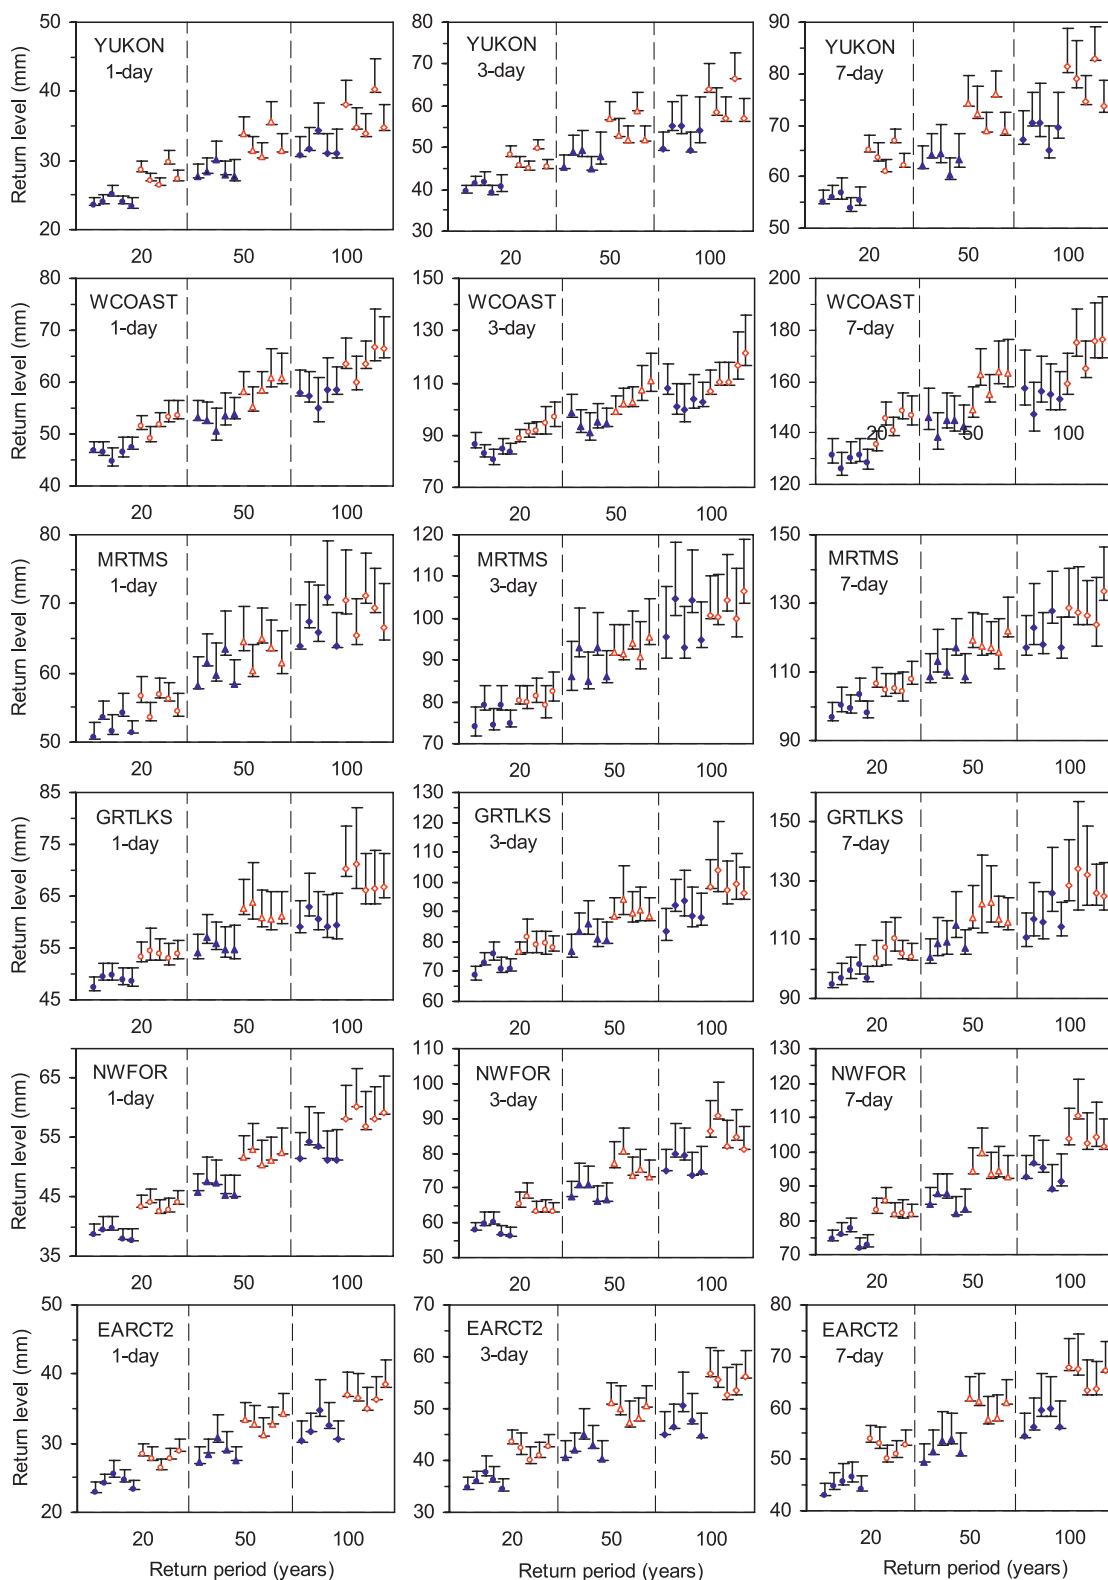 50 80 90
YUKON YUKON YUKON
1-day 3-day 7-day
Return level (mm)
40 70 80
60
30 50 70
40 60
20 30 50
20 50 100 20 50 100 20 50 100
80 150 200
WCOAST WCOAST WCOAST
1-day 3-day 7-day
Return level (mm)
70 130 180
60 110 160
50 90 140
20 50 100
40 70 120
20 50 100 20 50 100
80 120 150
MRTMS MRTMS MRTMS
1-day 3-day 7-day
Return level (mm)
110
70 100 130
90
60 80 110
50 70 90
20 50 100 20 50 100 20 50 100
85 130
GRTLKS GRTLKS GRTLKS
1-day 3-day 7-day
Return level (mm)
120 150
75 110
65 100 130
90
55 80 110
70
45 60 90
20 50 100 20 50 100 20 50 100
110 130
NWFOR NWFOR NWFOR
1-day 3-day 7-day
Return level (mm)
65 100 120
90 110
55 80 100
70 90
45 60 80
35 50 70
20 50 100 20 50 100 20 50 100
50 70 80
EARCT2 EARCT2 EARCT2
1-day 3-day 7-day
Return level (mm)
40 60 70
50 60
30 40 50
20 30 40
20 50 100 20 50 100 20 50 100
Return period (years) Return period (years) Return period (years)